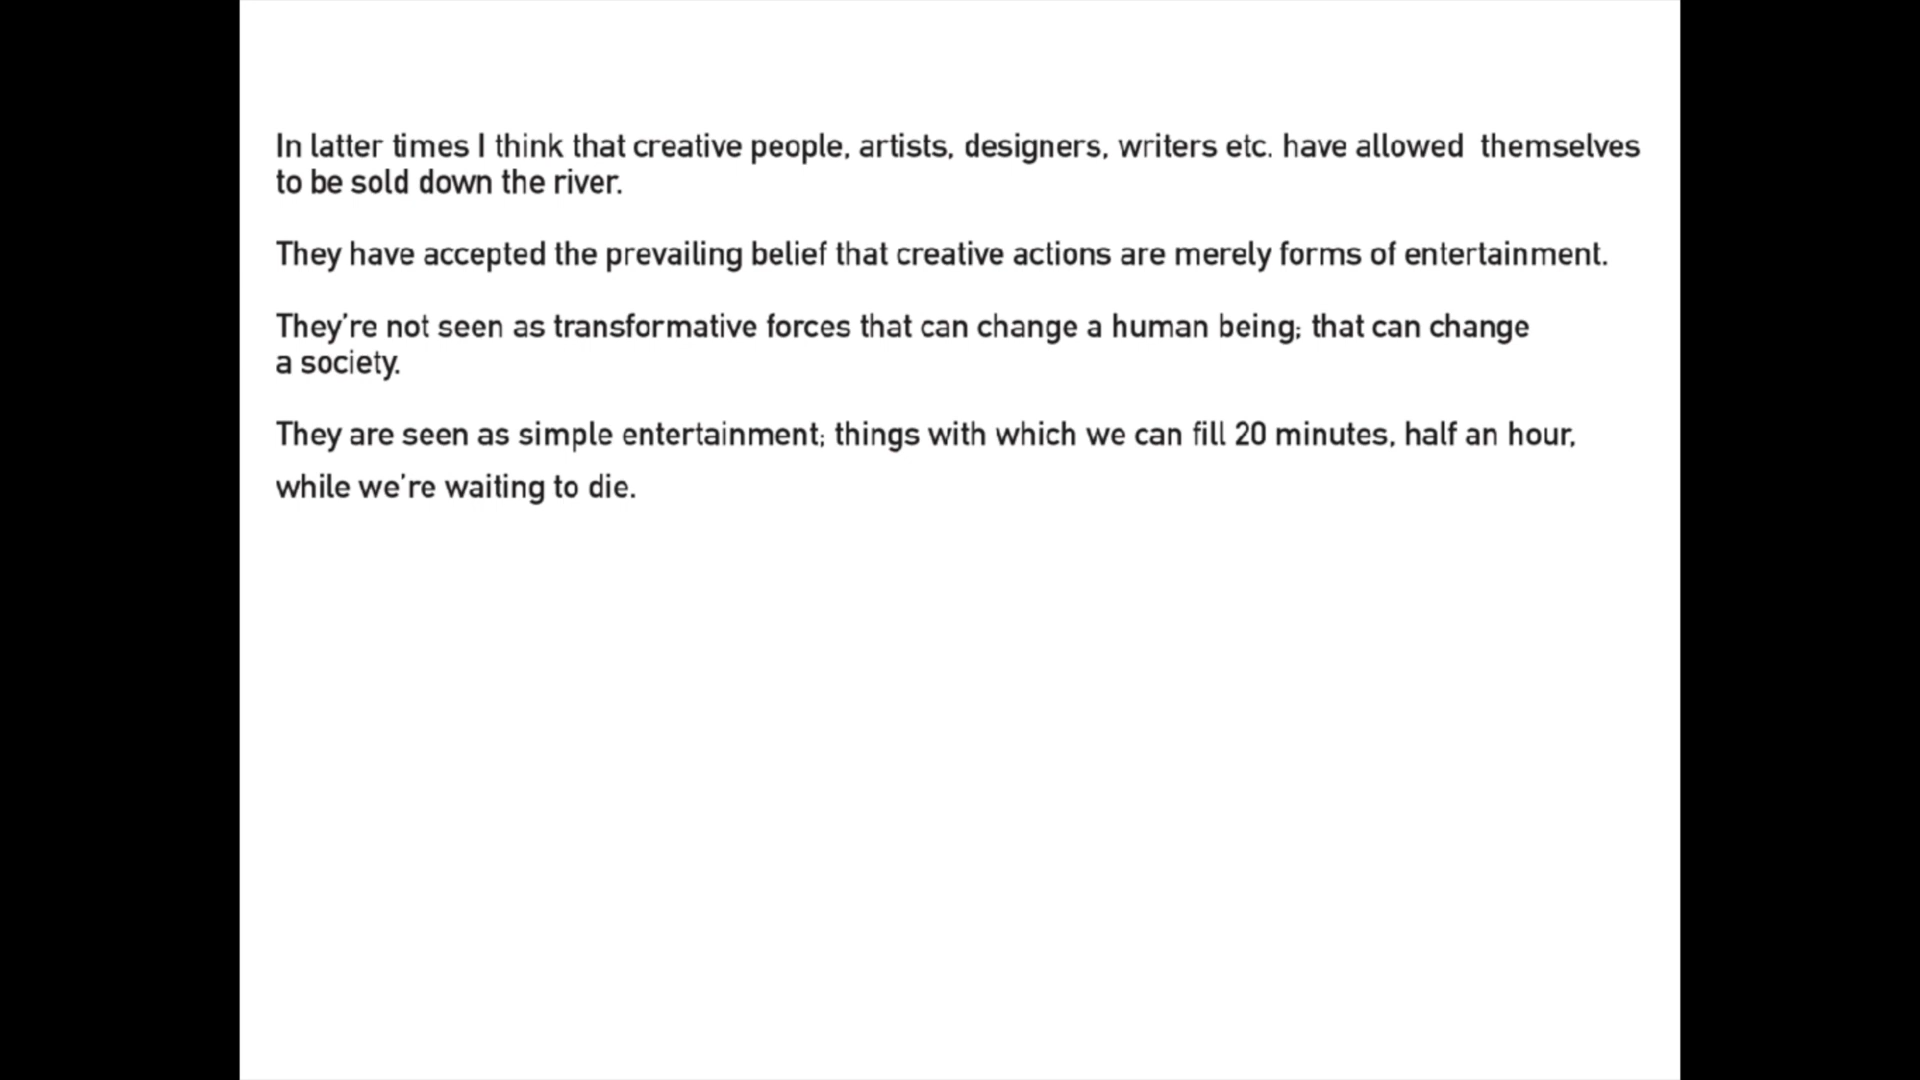 In latter times I think that creative people, artists, designers, writers etc. have allowed themselves
to be sold down the river.
They have accepted the prevailing belief that creative actions are merely forms of entertainment.
They're not seen as transformative forces that can change a human being; that can change
a society.
They are seen as simple entertainment; things with which we can fill 20 minutes, half an hour,
while we're waiting to die.